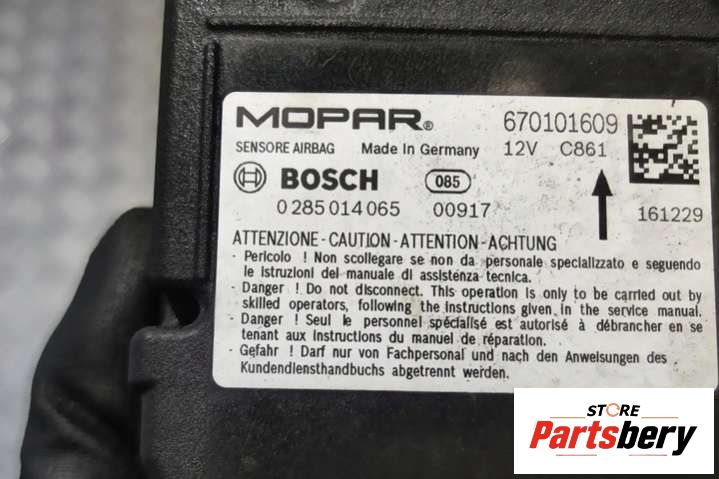 MOPAR® 670101609
SENSORE AIRBAG Made In Germany 12V C861
BOSCH 085
0 285 014 065 00917 161229
ATTENZIONE - CAUTION - ATTENTION - ACHTUNG
- Pericolo ! Non scollegare se non da personale specializzato e seguendo
le istruzioni del manuale di assistenza tecnica.
- Danger ! Do not disconnect. This operation is only to be carried out by
skilled operators, following the instructions given in the service manual.
- Danger ! Seul le personnel spécialisé est autorisé à débrancher en se
tenant aux instructions du manuel de réparation.
- Gefahr ! Darf nur von Fachpersonal und nach den Anweisungen des
Kundendiensthandbuchs abgetrennt werden.
STORE
Partsbery